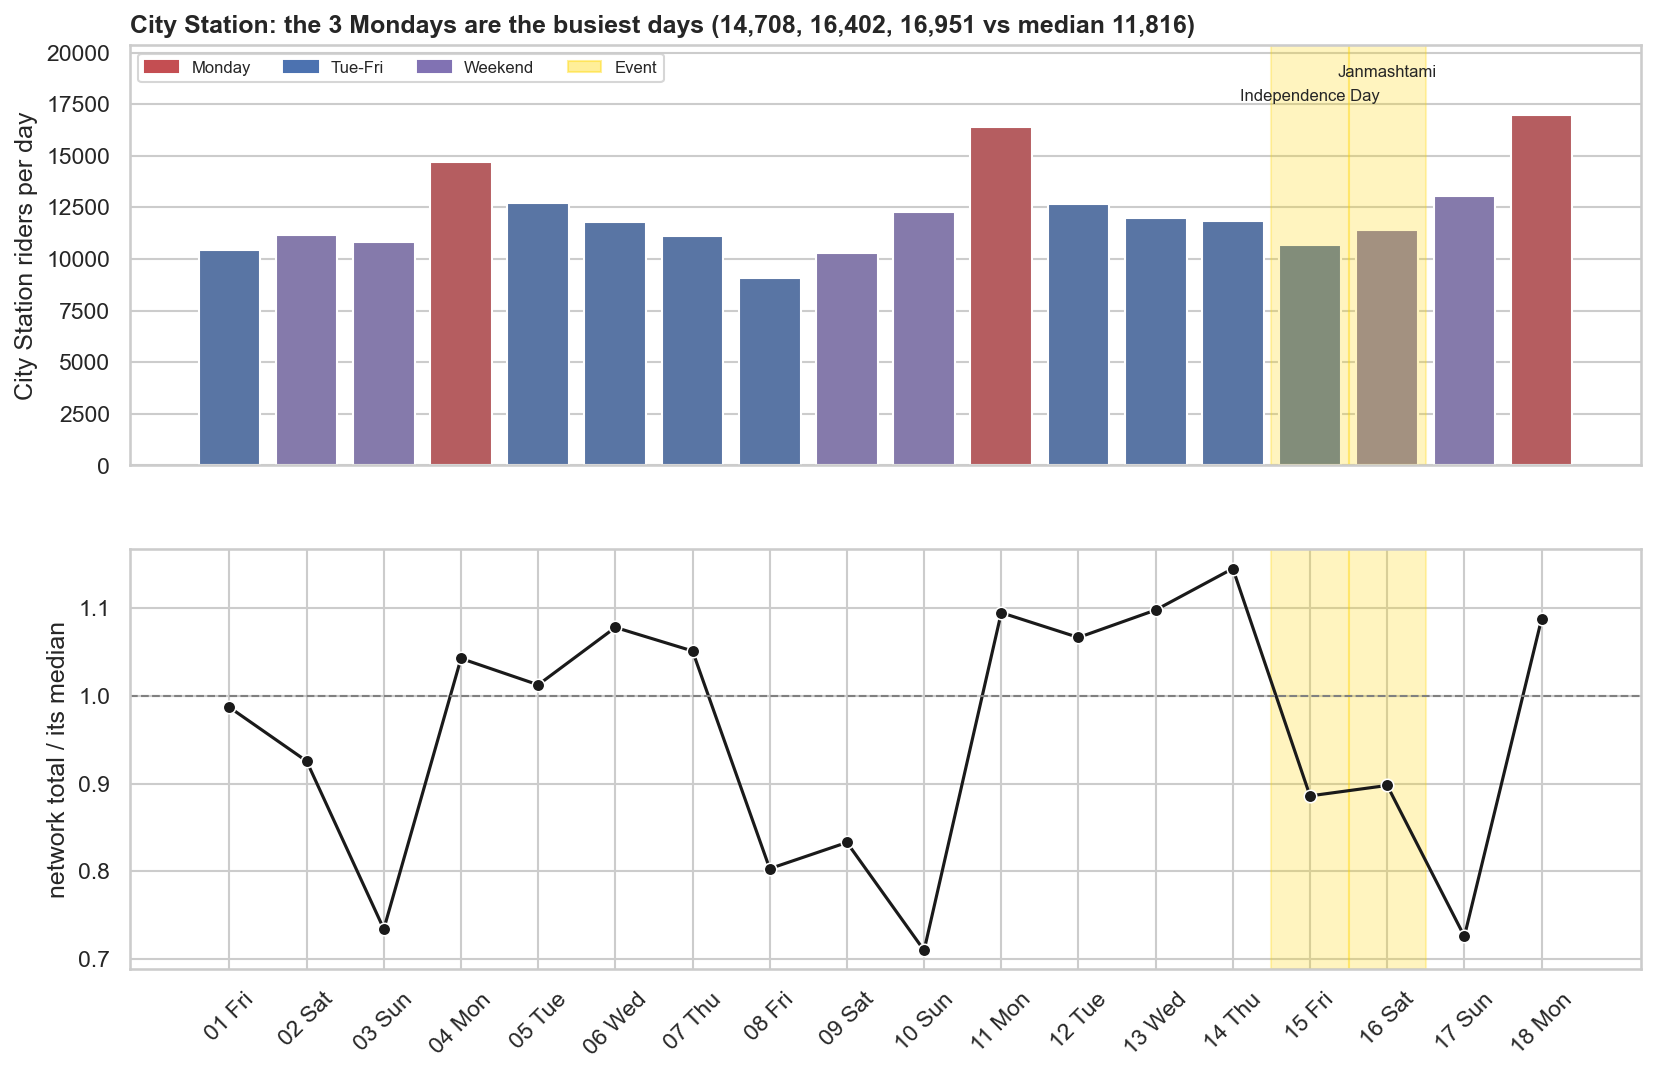 City Station: the 3 Mondays are the busiest days (14,708, 16,402, 16,951 vs median 11,816)
City Station riders per day
20000
17500
15000
12500
10000
7500
5000
2500
0
Monday Tue-Fri Weekend Event
Janmashtami
Independence Day
network total / its median
1.1
1.0
0.9
0.8
0.7
01 Fri 02 Sat 03 Sun 04 Mon 05 Tue 06 Wed 07 Thu 08 Fri 09 Sat 10 Sun 11 Mon 12 Tue 13 Wed 14 Thu 15 Fri 16 Sat 17 Sun 18 Mon